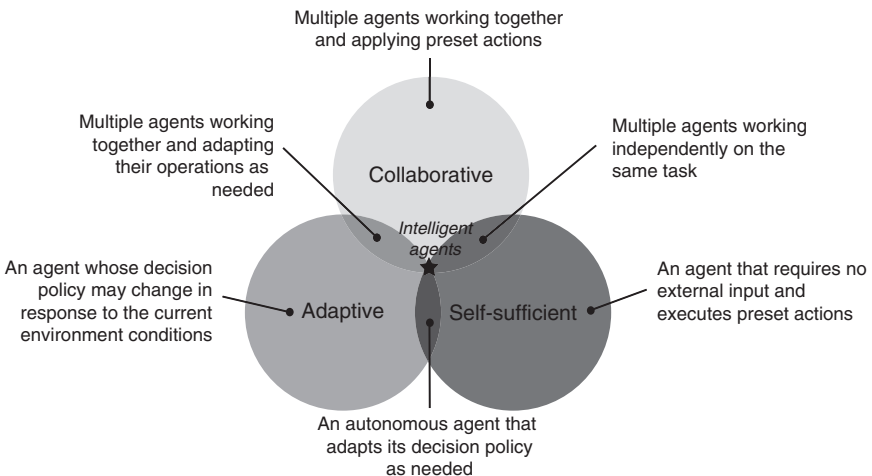 Multiple agents working together
and applying preset actions
Multiple agents working
together and adapting
their operations as
needed
Multiple agents working
independently on the
same task
Collaborative
Intelligent
agents
An agent whose decision
policy may change in
response to the current
environment conditions
Adaptive
Self-sufficient
An agent that requires no
external input and
executes preset actions
An autonomous agent that
adapts its decision policy
as needed